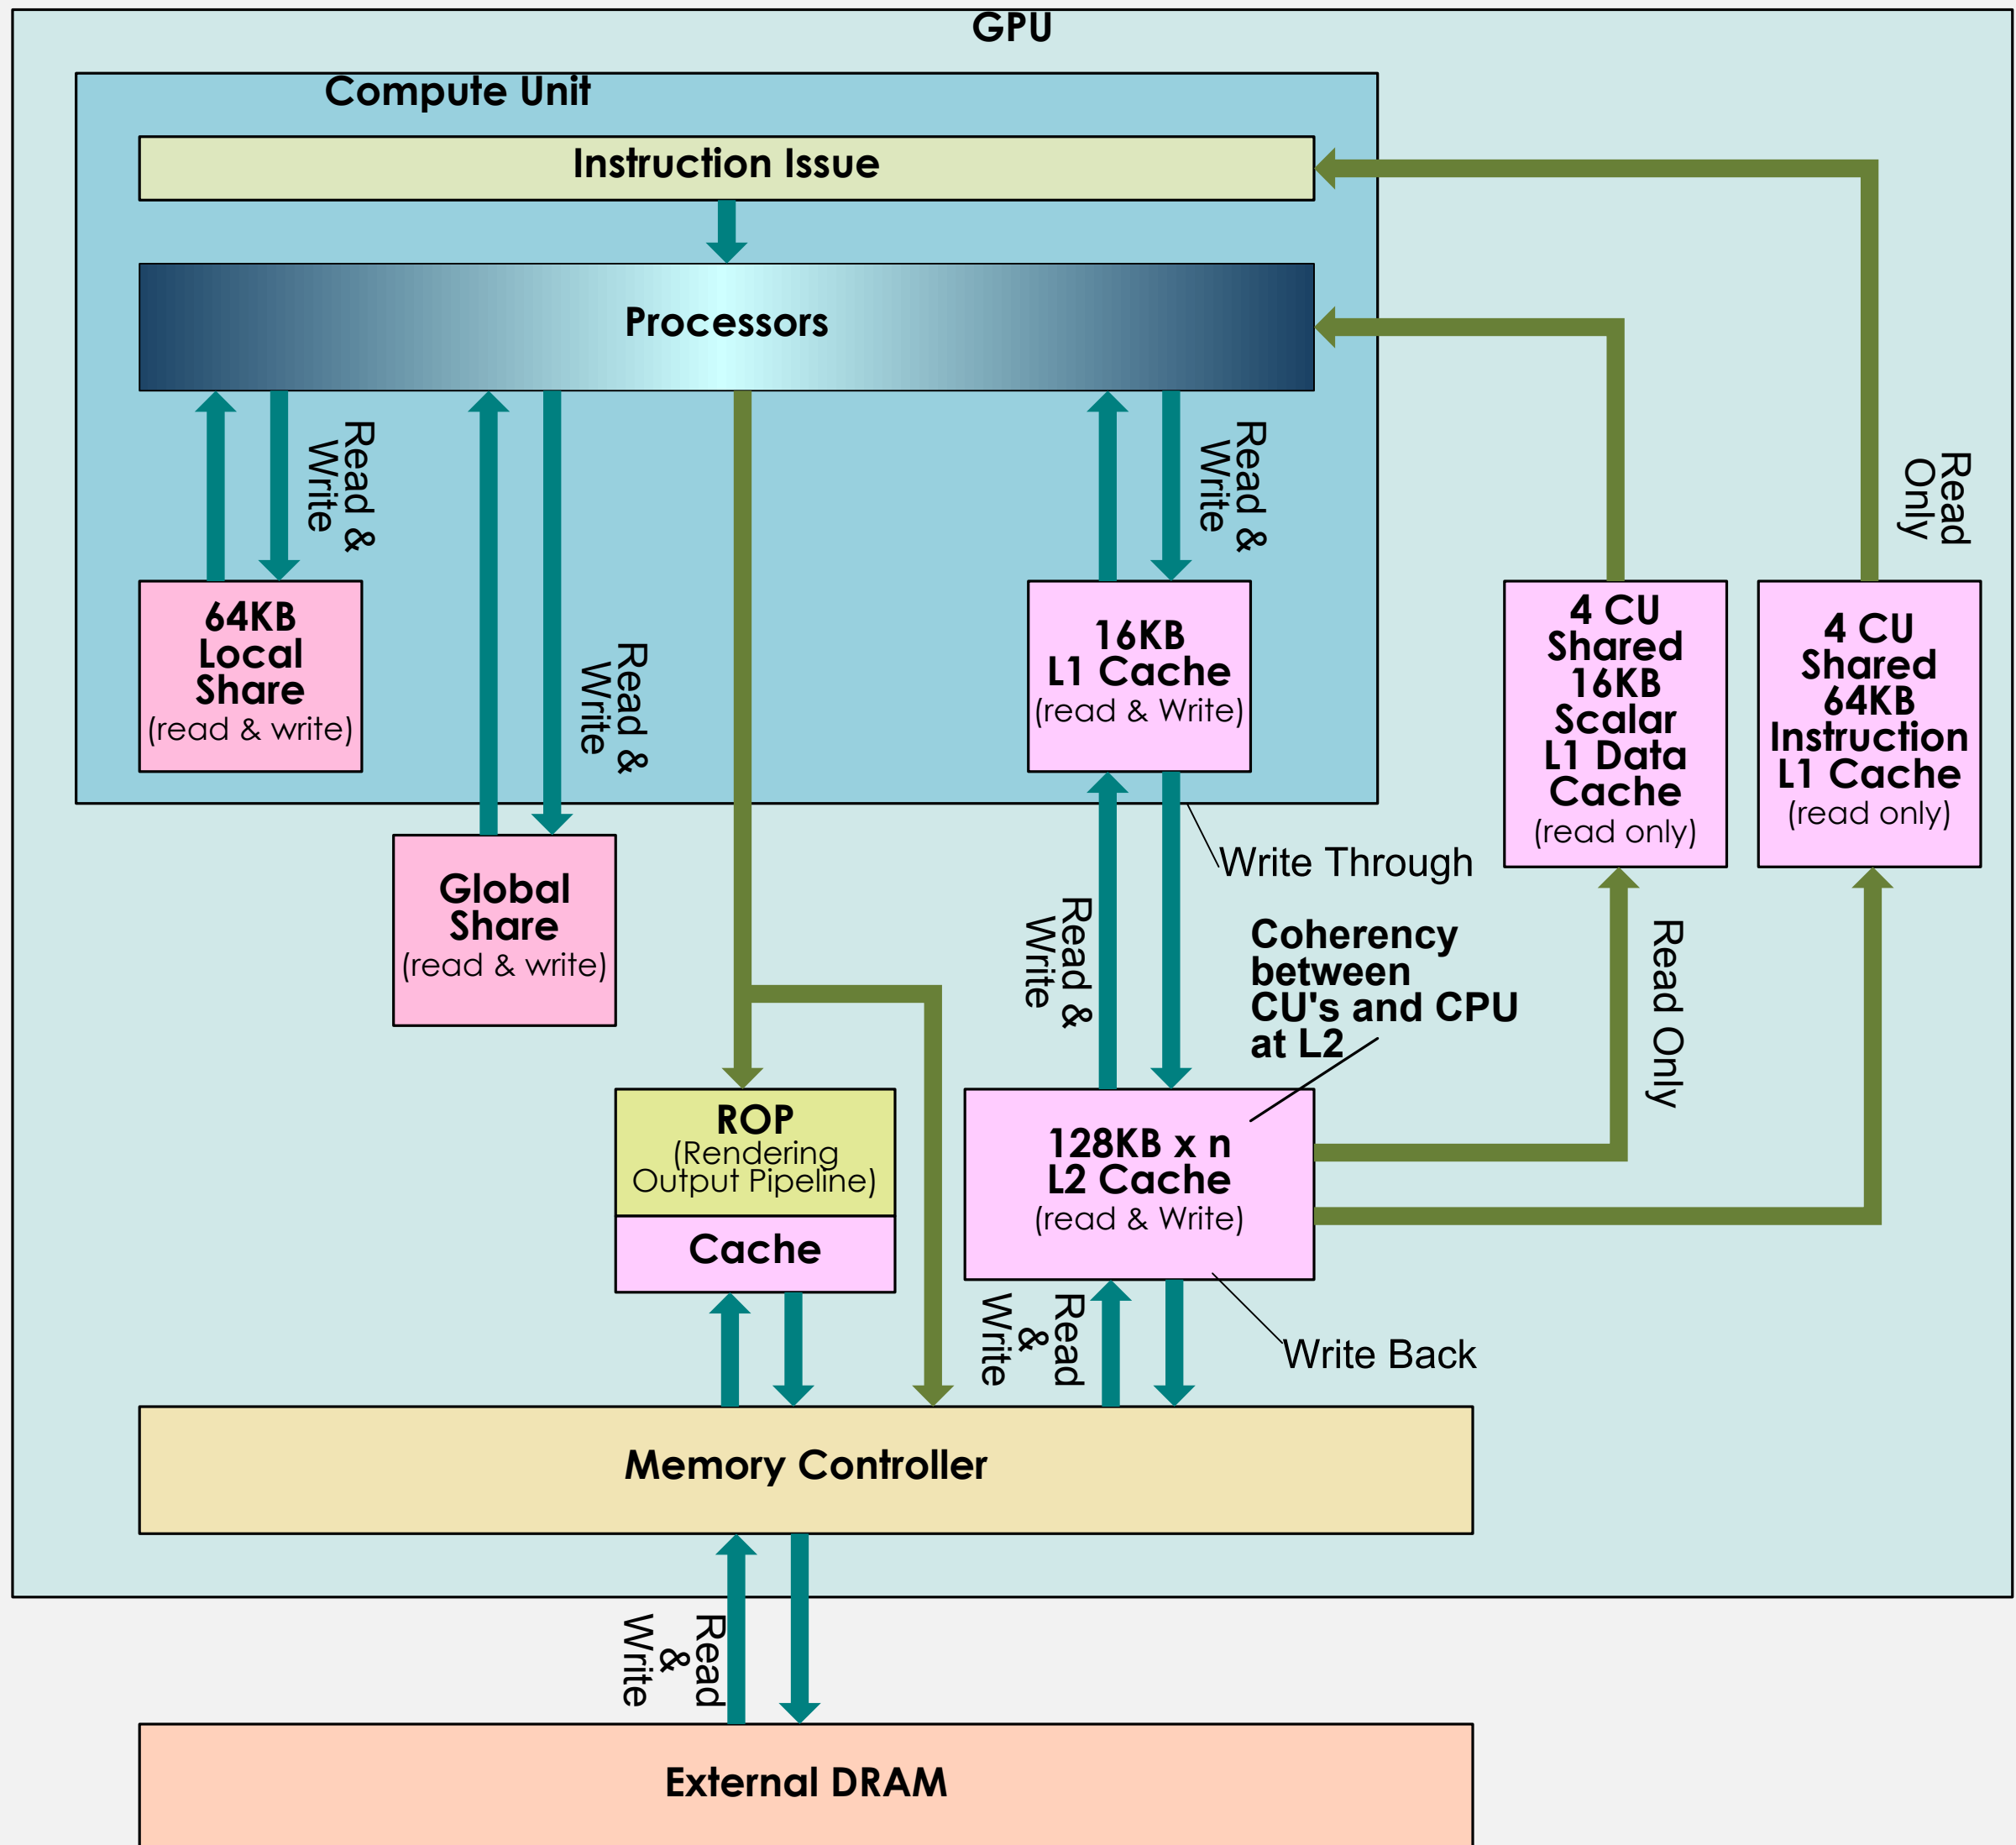 GPU
Compute Unit
Instruction Issue
Processors
Read &
Write
Read &
Write
Read &
Write
Read
Only
64KB
Local
Share
(read & write)
16KB
L1 Cache
(read & Write)
4 CU
Shared
16KB
Scalar
L1 Data
Cache
(read only)
4 CU
Shared
64KB
Instruction
L1 Cache
(read only)
Global
Share
(read & write)
Write Through
Read &
Write
Coherency
between
CU's and CPU
at L2
Read Only
ROP
(Rendering
Output Pipeline)
Cache
128KB x n
L2 Cache
(read & Write)
Read
&
Write
Write Back
Memory Controller
Read
&
Write
External DRAM